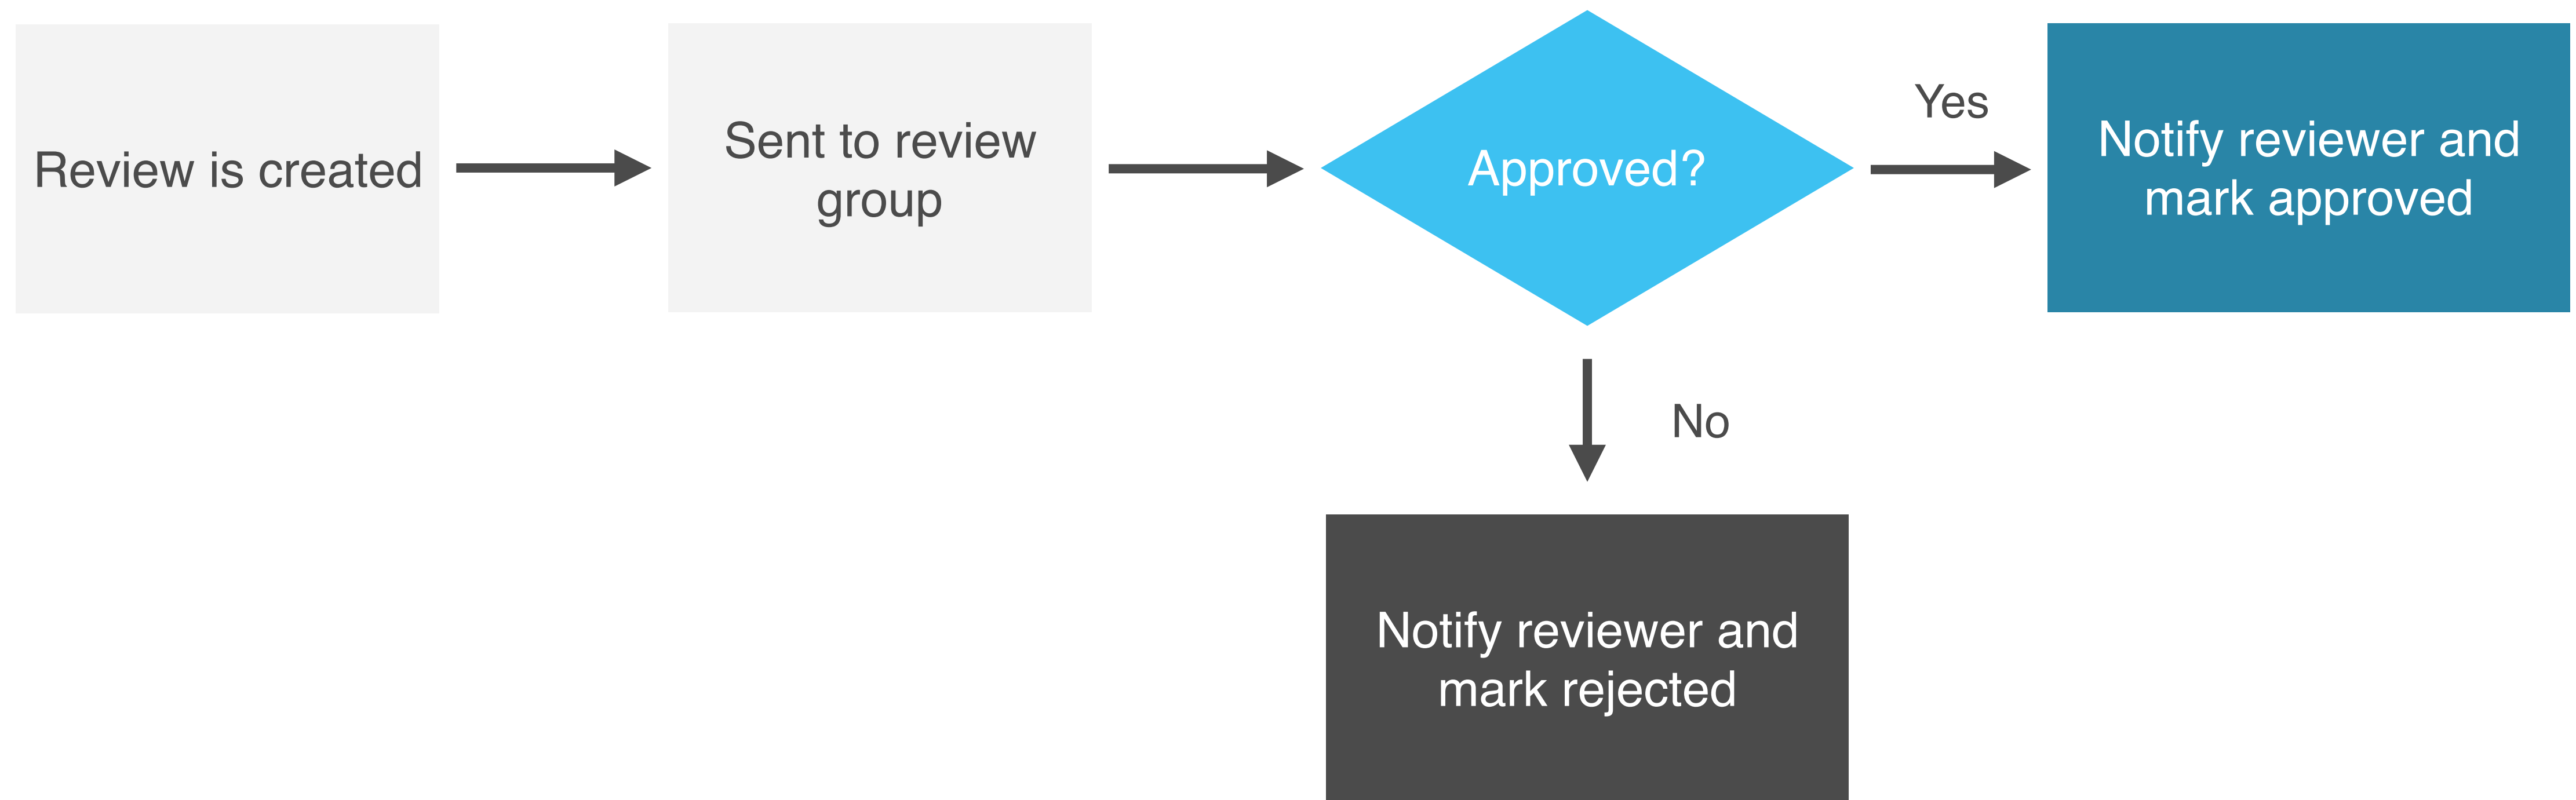 Review is created
Sent to review
group
Approved?
Yes
Notify reviewer and
mark approved
No
Notify reviewer and
mark rejected